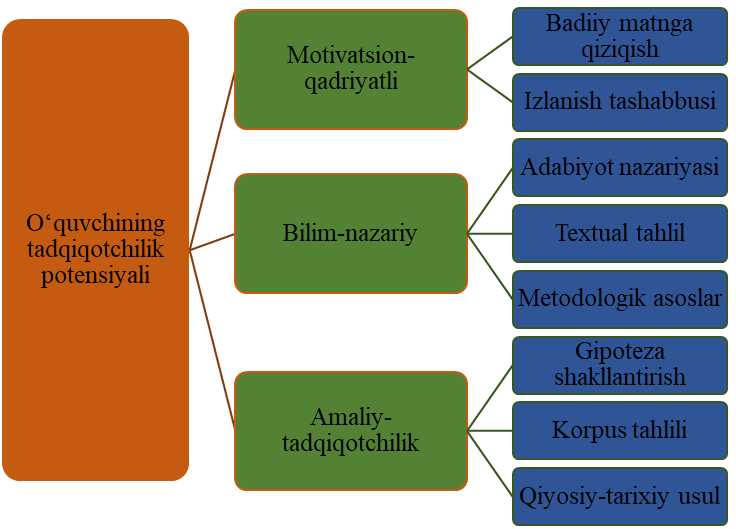 O‘quvchining
tadqiqotchilik
potensiyali
Motivatsion-
qadriyatli
Badiiy matnga
qiziqish
Izlanish tashabbusi
Bilim-nazariy
Adabiyot nazariyasi
Textual tahlil
Metodologik asoslar
Amaliy-
tadqiqotchilik
Gipoteza
shakllantirish
Korpus tahlili
Qiyosiy-tarixiy usul